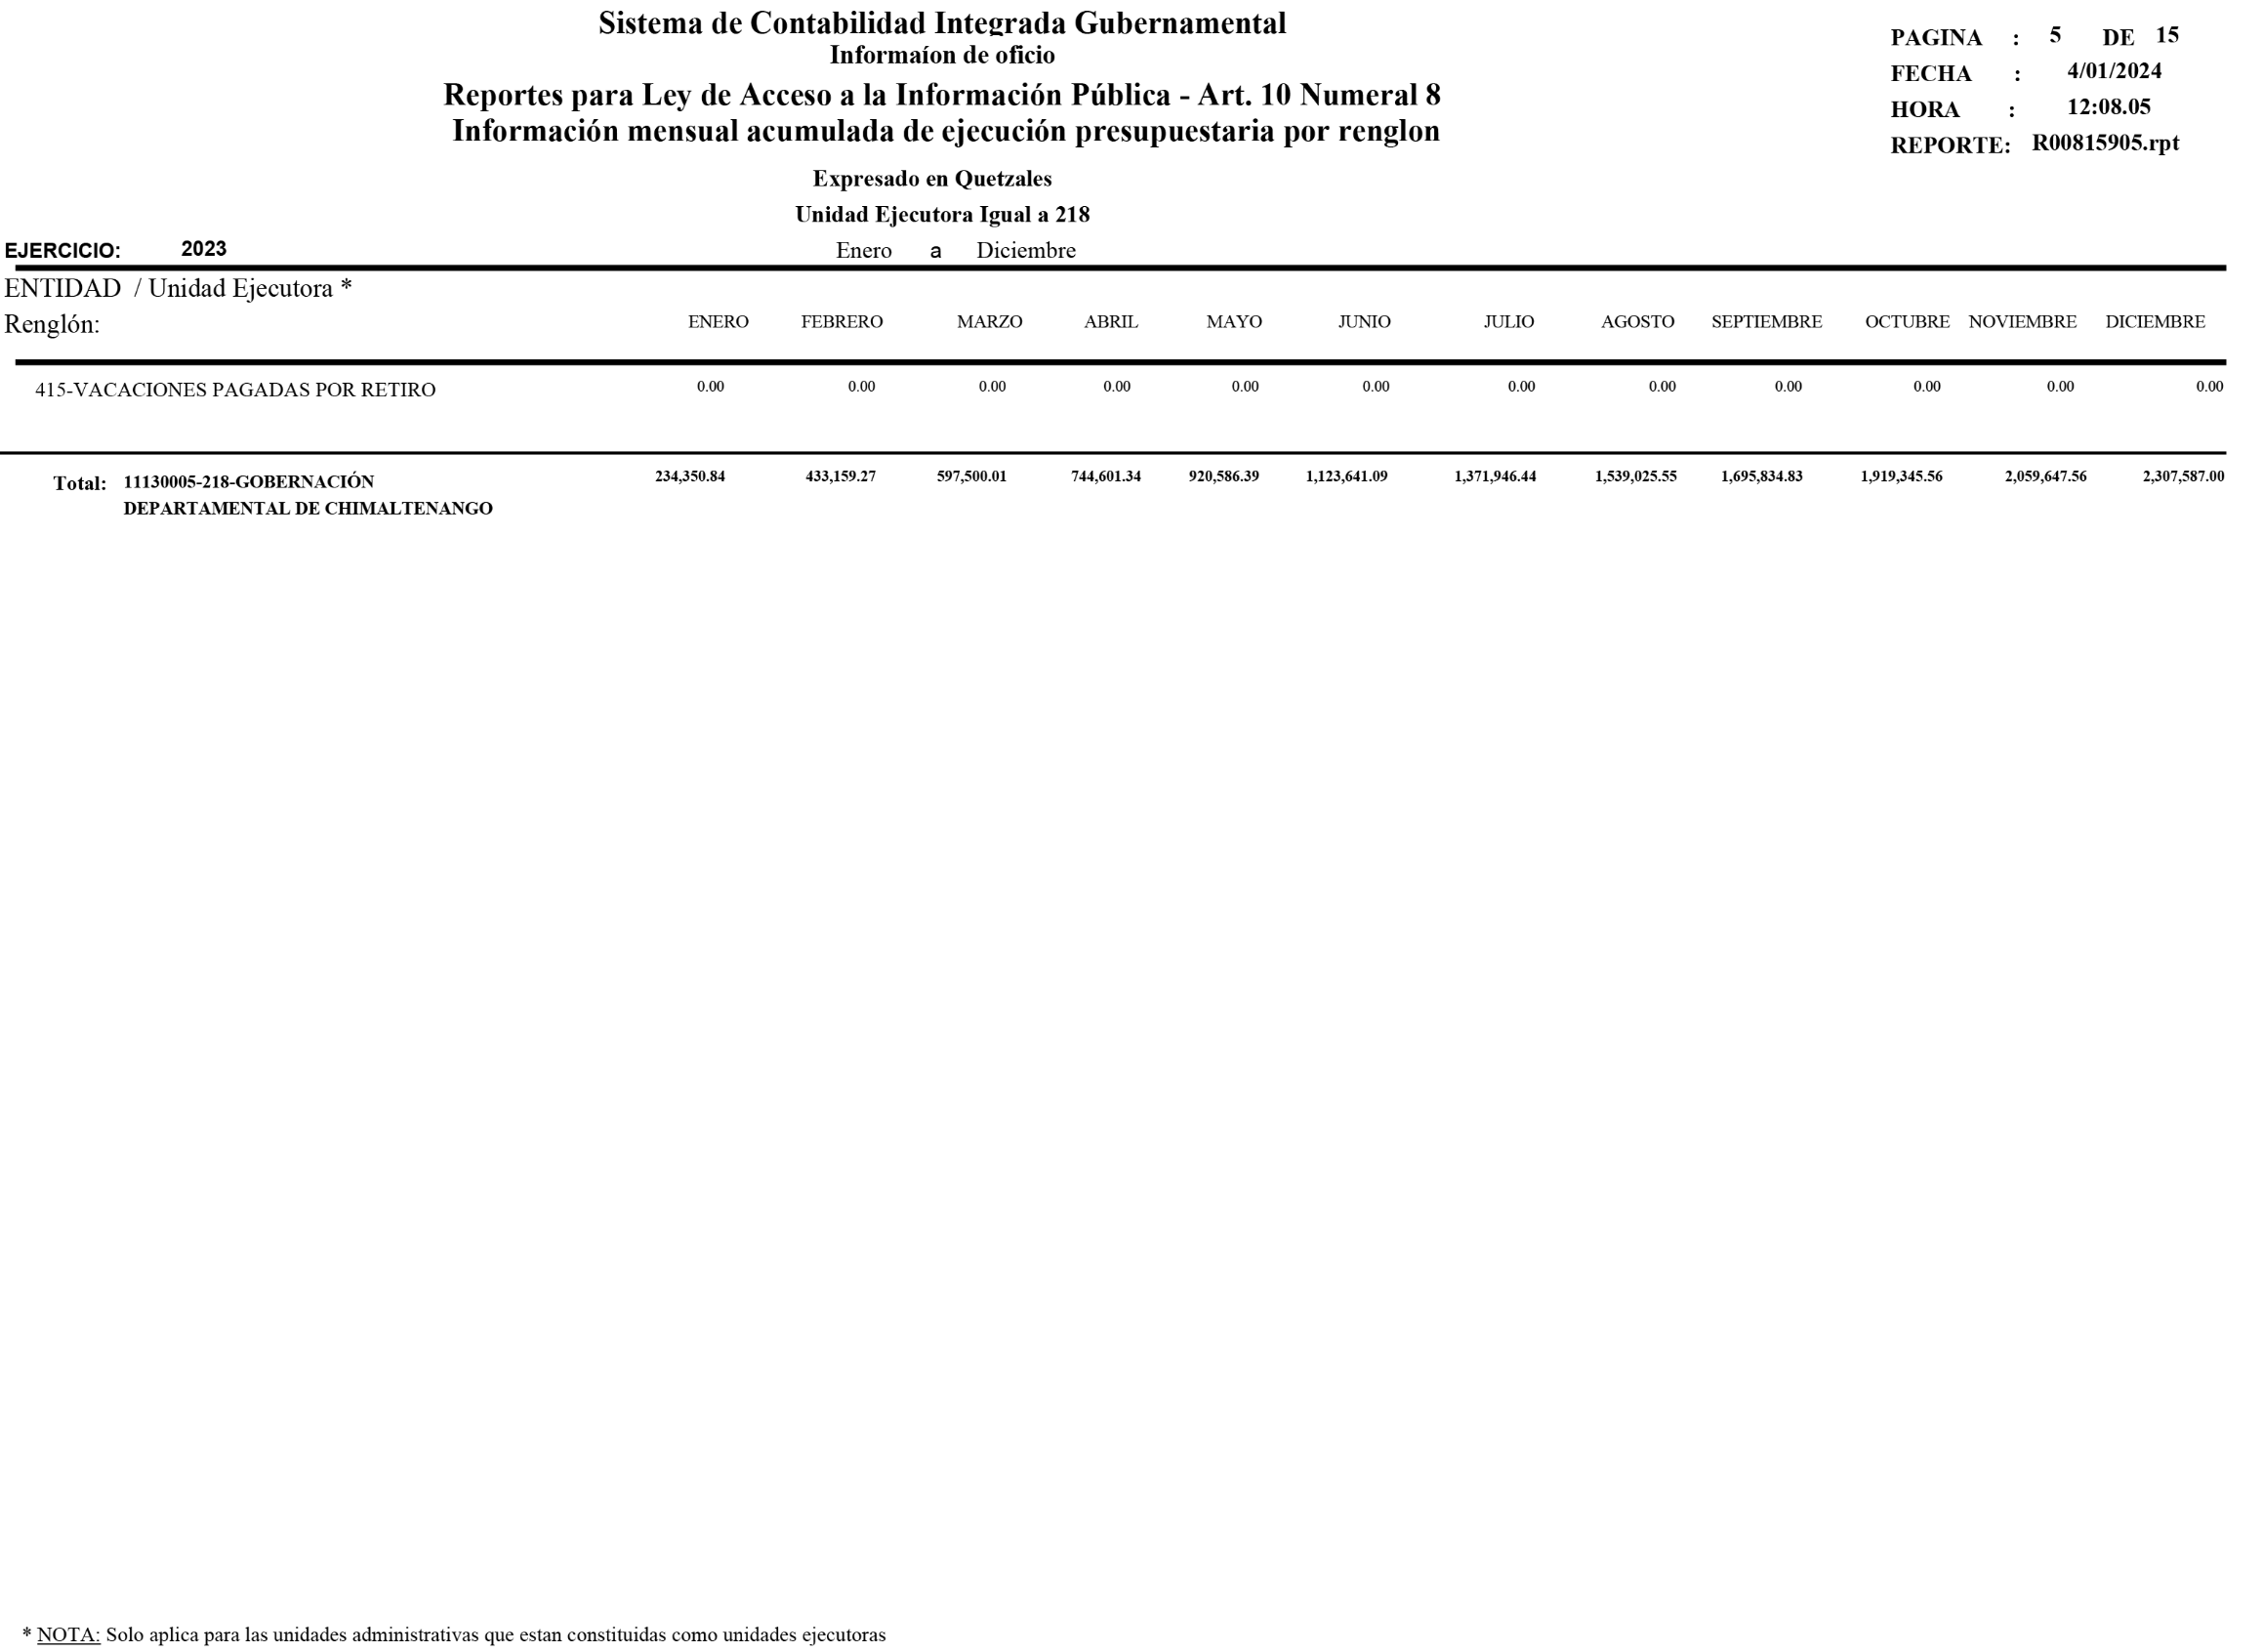 Sistema de Contabilidad Integrada Gubernamental
Informaíon de oficio
Reportes para Ley de Acceso a la Información Pública - Art. 10 Numeral 8
Información mensual acumulada de ejecución presupuestaria por renglon
Expresado en Quetzales
Unidad Ejecutora Igual a 218
PAGINA : 5 DE 15
FECHA : 4/01/2024
HORA : 12:08.05
REPORTE: R00815905.rpt
EJERCICIO: 2023 Enero a Diciembre
ENTIDAD / Unidad Ejecutora *
Renglón: ENERO FEBRERO MARZO ABRIL MAYO JUNIO JULIO AGOSTO SEPTIEMBRE OCTUBRE NOVIEMBRE DICIEMBRE
415-VACACIONES PAGADAS POR RETIRO 0.00 0.00 0.00 0.00 0.00 0.00 0.00 0.00 0.00 0.00 0.00 0.00
Total: 11130005-218-GOBERNACIÓN 234,350.84 433,159.27 597,500.01 744,601.34 920,586.39 1,123,641.09 1,371,946.44 1,539,025.55 1,695,834.83 1,919,345.56 2,059,647.56 2,307,587.00
DEPARTAMENTAL DE CHIMALTENANGO
* NOTA: Solo aplica para las unidades administrativas que estan constituidas como unidades ejecutoras